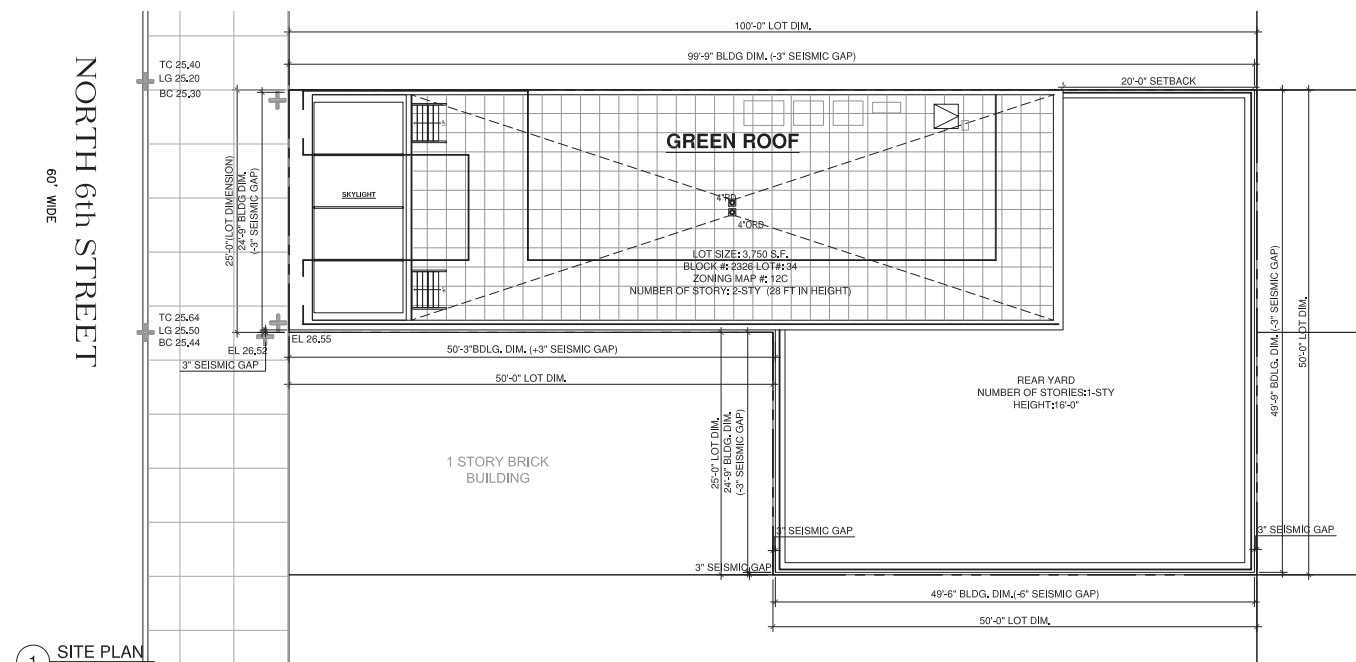 100'-0" LOT DIM.
99'-9" BLDG DIM. (-3" SEISMIC GAP)
20'-0" SETBACK
TC 25.40
LG 25.20
BC 25.30
NORTH 6th STREET
60' WIDE
25'-0"(LOT DIMENSION)
24'-9" BLDG DIM.
(-3" SEISMIC GAP)
GREEN ROOF
SKYLIGHT
4"RD
4"ORD
LOT SIZE: 3,750 S.F.
BLOCK #: 2326 LOT#: 34
ZONING MAP #: 12C
NUMBER OF STORY: 2-STY (28 FT IN HEIGHT)
TC 25.64
LG 25.50
BC 25.44
EL 26.52
EL 26.55
3" SEISMIC GAP
50'-3"BDLG. DIM. (+3" SEISMIC GAP)
50'-0" LOT DIM.
REAR YARD
NUMBER OF STORIES:1-STY
HEIGHT:16'-0"
49'-9" BLDG. DIM. (-3" SEISMIC GAP)
50'-0" LOT DIM.
1 STORY BRICK
BUILDING
25'-0" LOT DIM.
24'-9" BLDG. DIM.
(-3" SEISMIC GAP)
3" SEISMIC GAP
3" SEISMIC GAP
3" SEISMIC GAP
49'-6" BLDG. DIM.(-6" SEISMIC GAP)
50'-0" LOT DIM.
1 SITE PLAN